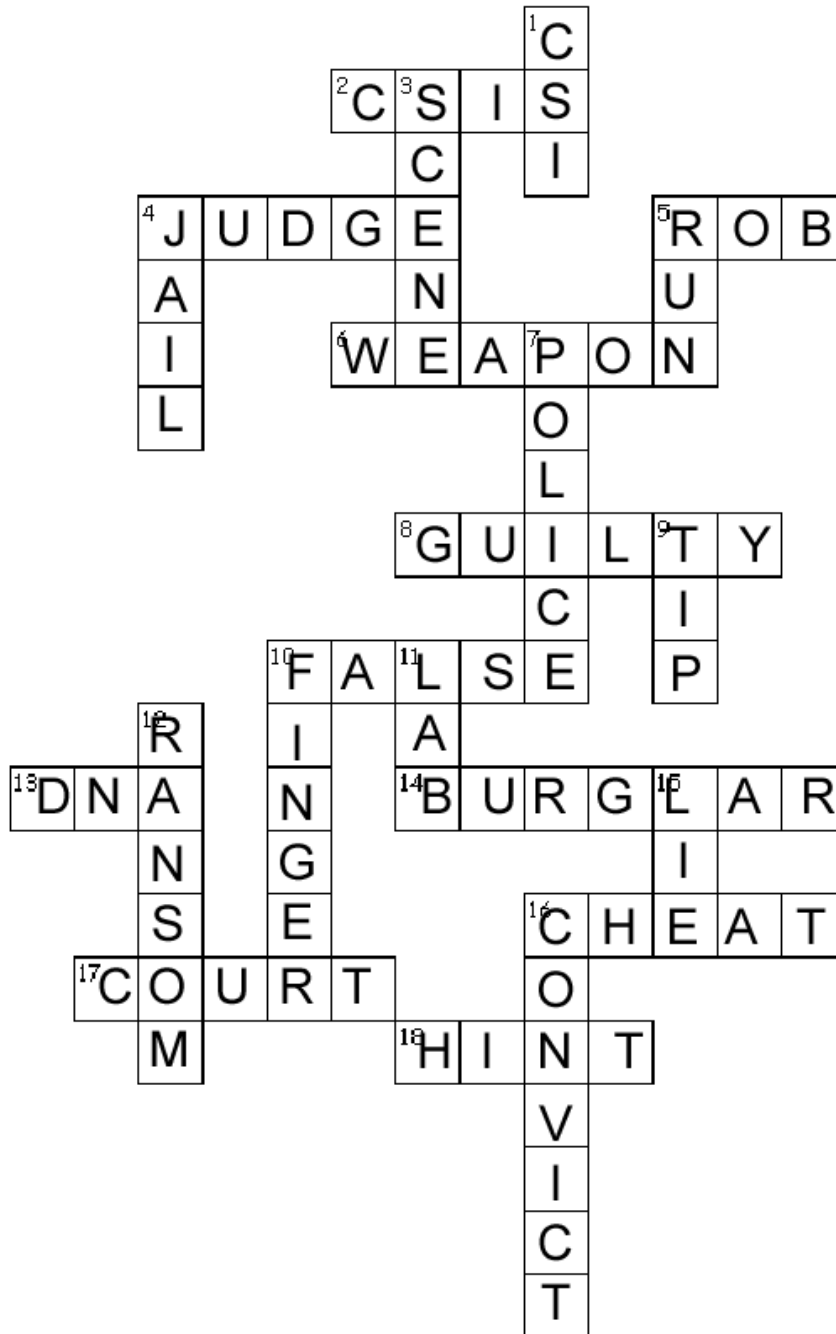 1C
2C 3S I S
C I
4J U D G E 5R O B
A N U
I 6W E A 7P O N
L O
L
8G U I L 9T Y
C I
10F A 11L S E P
12R I A
13D N A N 14B U R G 15L A R
N G I
S E 16C H E A T
17C O U R T O
M 18H I N T
V
I
C
T